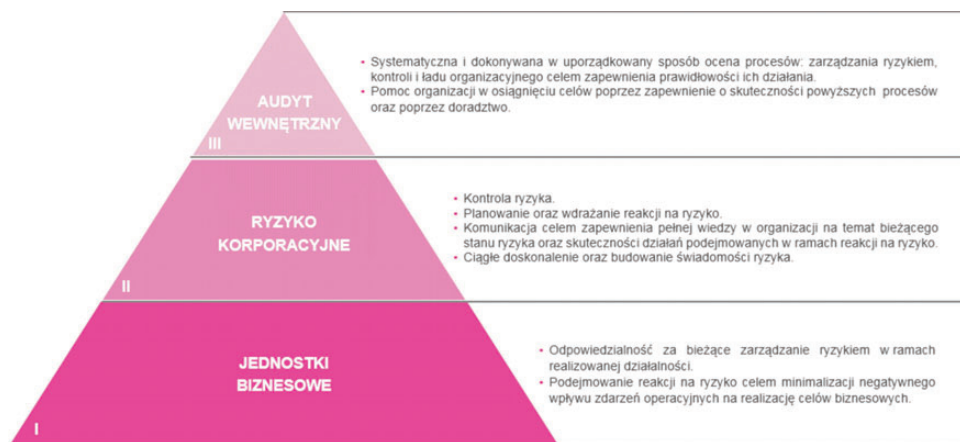 • Systematyczna i dokonywana w uporządkowany sposób ocena procesów: zarządzania ryzykiem,
kontroli i ładu organizacyjnego celem zapewnienia prawidłowości ich działania.
• Pomoc organizacji w osiągnięciu celów poprzez zapewnienie o skuteczności powyższych procesów
oraz poprzez doradztwo.
AUDYT
WEWNĘTRZNY
III
• Kontrola ryzyka.
• Planowanie oraz wdrażanie reakcji na ryzyko.
• Komunikacja celem zapewnienia pełnej wiedzy w organizacji na temat bieżącego
stanu ryzyka oraz skuteczności działań podejmowanych w ramach reakcji na ryzyko.
• Ciągłe doskonalenie oraz budowanie świadomości ryzyka.
RYZYKO
KORPORACYJNE
II
• Odpowiedzialność za bieżące zarządzanie ryzykiem w ramach
realizowanej działalności.
• Podejmowanie reakcji na ryzyko celem minimalizacji negatywnego
wpływu zdarzeń operacyjnych na realizację celów biznesowych.
JEDNOSTKI
BIZNESOWE
I